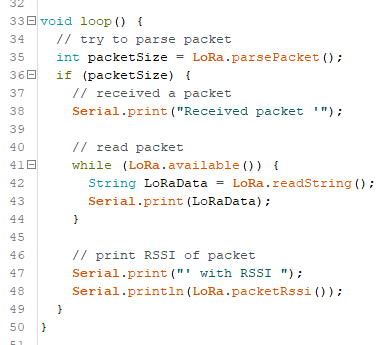 32
33 void loop() {
34 // try to parse packet
35 int packetSize = LoRa.parsePacket();
36 if (packetSize) {
37 // received a packet
38 Serial.print("Received packet '");
39
40 // read packet
41 while (LoRa.available()) {
42 String LoRaData = LoRa.readString();
43 Serial.print(LoRaData);
44 }
45
46 // print RSSI of packet
47 Serial.print("' with RSSI ");
48 Serial.println(LoRa.packetRssi());
49 }
50 }
51